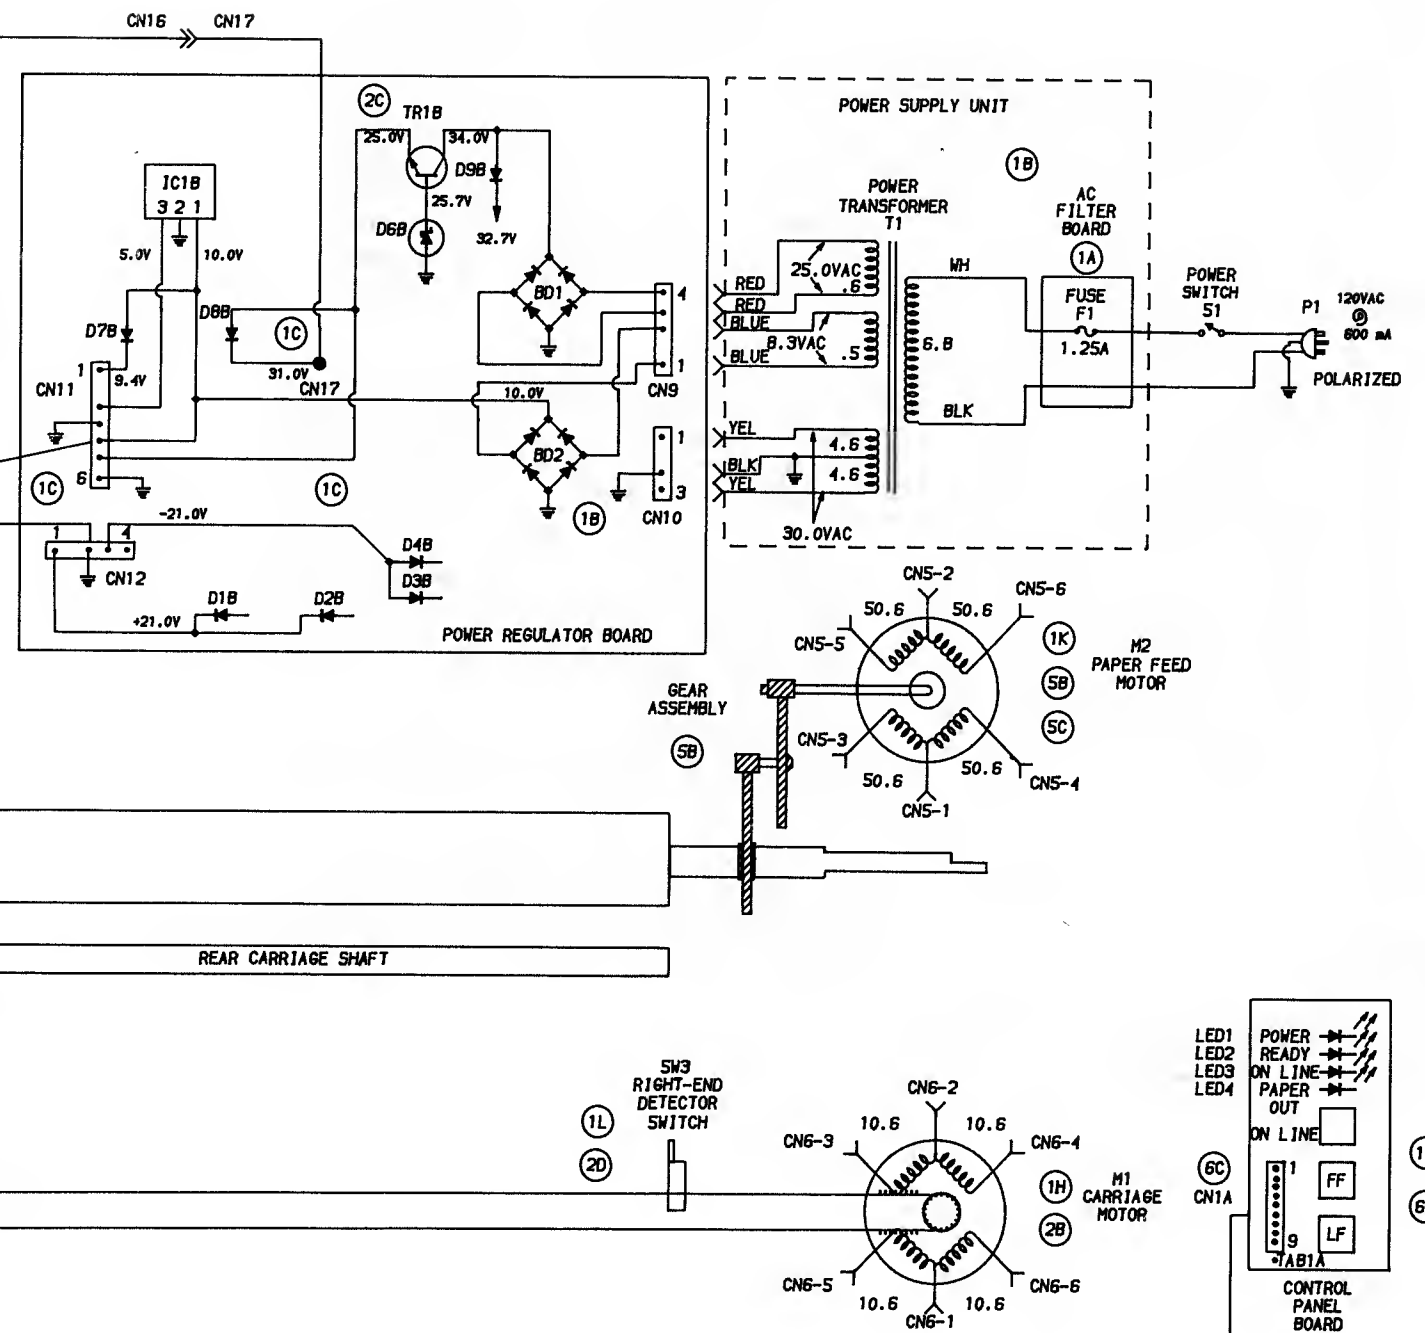 CN16 CN17
2C
TR1B
25.0V 34.0V
D9B
25.7V
D6B
32.7V
IC1B
3 2 1
5.0V 10.0V
D7B D8B
1C
31.0V
CN17
BD1
4
1
CN9
10.0V
BD2
1
3
CN10
1B
CN11
1
9.4V
6
1C
1C
-21.0V
1 4
CN12
D4B
D3B
D1B D2B
+21.0V
POWER REGULATOR BOARD
POWER SUPPLY UNIT
1B
POWER
TRANSFORMER
T1
AC
FILTER
BOARD
1A
RED
RED
BLUE
BLUE
25.0VAC
.6
8.3VAC
.5
6.8
WH
BLK
FUSE
F1
1.25A
POWER
SWITCH
S1
P1
120VAC
@
600 mA
POLARIZED
YEL
BLK
YEL
4.6
4.6
30.0VAC
CN5-2
CN5-6
50.6 50.6
CN5-5
1K
5B
5C
M2
PAPER FEED
MOTOR
GEAR
ASSEMBLY
5B
CN5-3
50.6 50.6
CN5-4
CN5-1
REAR CARRIAGE SHAFT
SW3
RIGHT-END
DETECTOR
SWITCH
1L
2D
CN6-2
10.6 10.6
CN6-3 CN6-4
1H
2B
M1
CARRIAGE
MOTOR
CN6-5 CN6-6
10.6 10.6
CN6-1
LED1 POWER
LED2 READY
LED3 ON LINE
LED4 PAPER
OUT
ON LINE
6C
CN1A
1
FF
9
LF
TAB1A
CONTROL
PANEL
BOARD